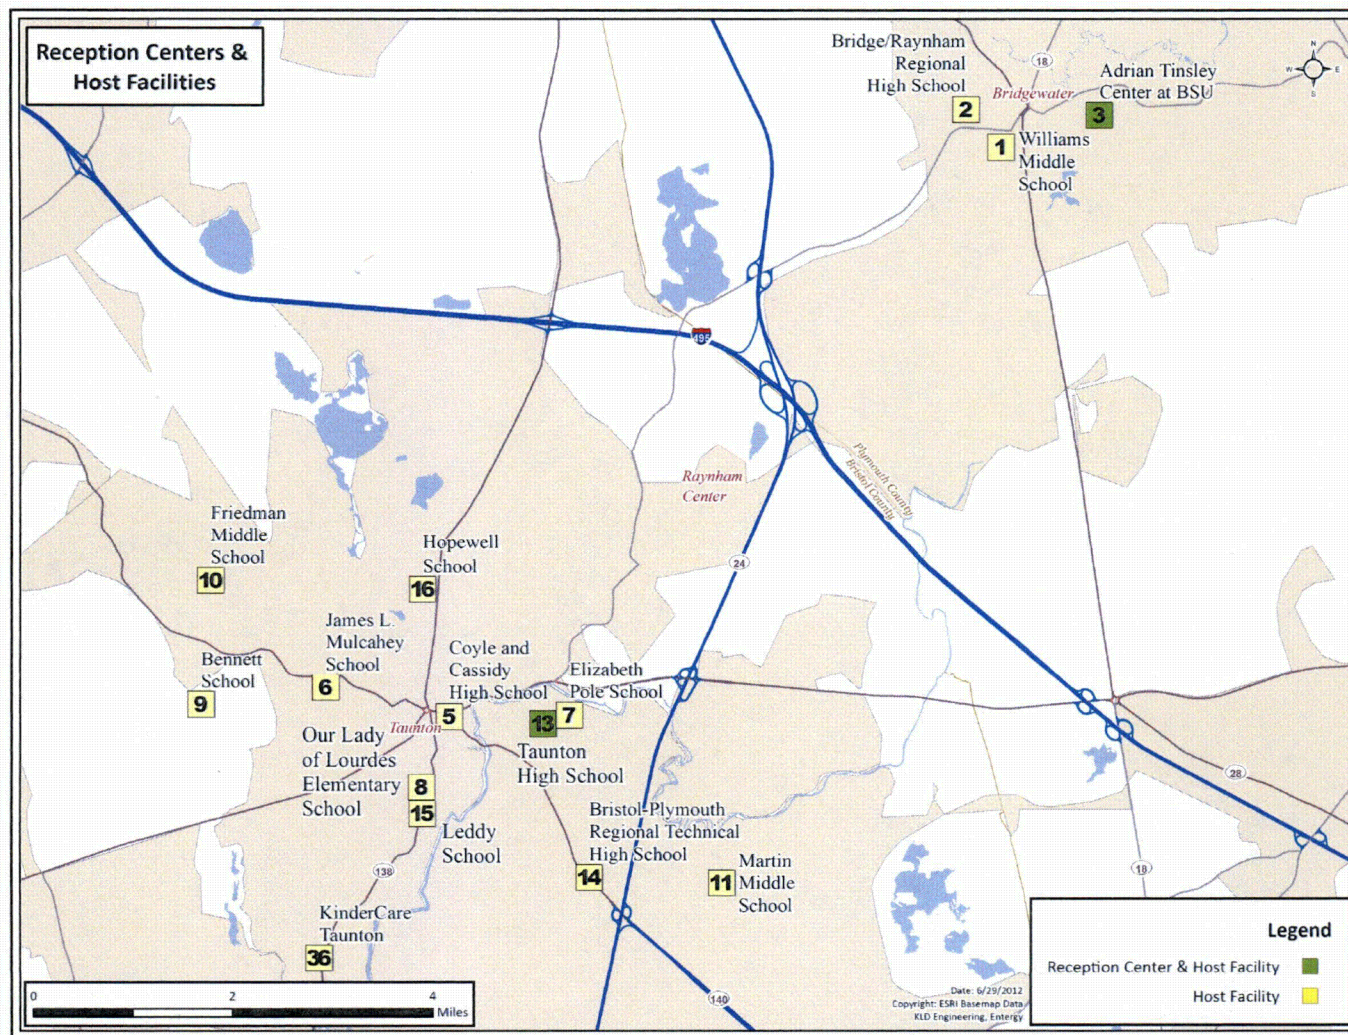 Reception Centers &
Host Facilities
Bridge/Raynham
Regional
High School
2
18
Bridgewater
Adrian Tinsley
Center at BSU
3
N
W
E
S
1
Williams
Middle
School
495
Raynham
Center
Plymouth County
Bristol County
Friedman
Middle
School
10
Hopewell
School
16
24
James L.
Mulcahey
School
6
Bennett
School
9
Coyle and
Cassidy
High School
5
Elizabeth
Pole School
7
13
Taunton
Taunton
High School
Our Lady
of Lourdes
Elementary
School
8
15
Leddy
School
138
Bristol-Plymouth
Regional Technical
High School
14
11
Martin
Middle
School
28
18
KinderCare
Taunton
36
140
0
2
4
Miles
Date: 6/29/2012
Copyright: ESRI Basemap Data
KLD Engineering, Entergy
Legend
Reception Center & Host Facility
Host Facility